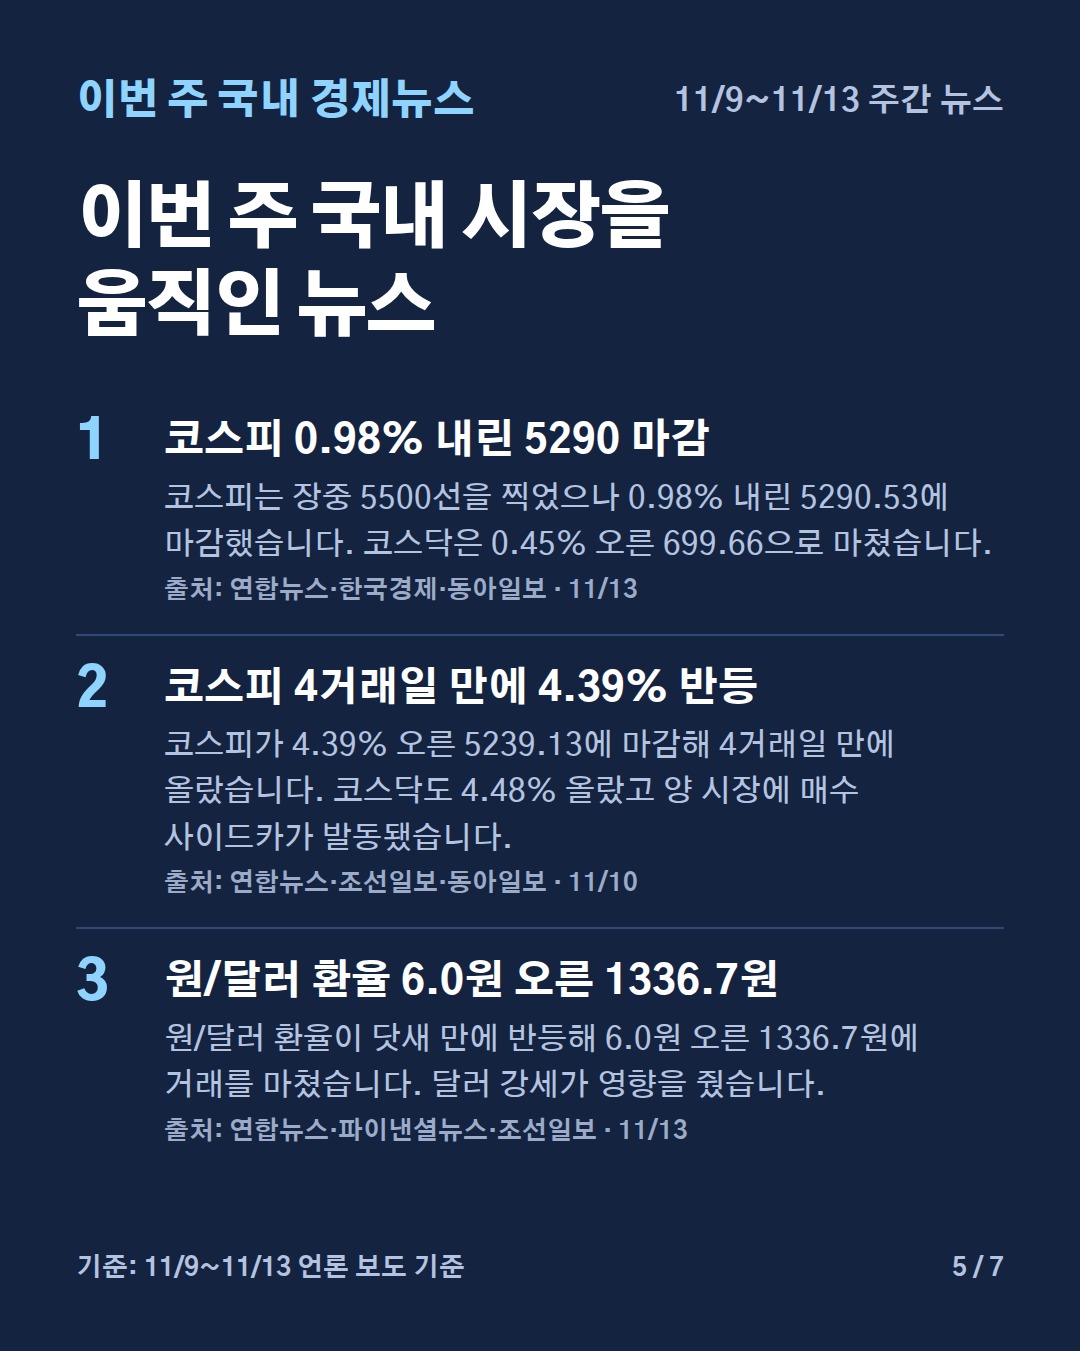 이번 주 국내 경제뉴스
11/9~11/13 주간 뉴스
이번 주 국내 시장을
움직인 뉴스
1
코스피 0.98% 내린 5290 마감
코스피는 장중 5500선을 찍었으나 0.98% 내린 5290.53에
마감했습니다. 코스닥은 0.45% 오른 699.66으로 마쳤습니다.
출처: 연합뉴스·한국경제·동아일보 · 11/13
2
코스피 4거래일 만에 4.39% 반등
코스피가 4.39% 오른 5239.13에 마감해 4거래일 만에
올랐습니다. 코스닥도 4.48% 올랐고 양 시장에 매수
사이드카가 발동됐습니다.
출처: 연합뉴스·조선일보·동아일보 · 11/10
3
원/달러 환율 6.0원 오른 1336.7원
원/달러 환율이 닷새 만에 반등해 6.0원 오른 1336.7원에
거래를 마쳤습니다. 달러 강세가 영향을 줬습니다.
출처: 연합뉴스·파이낸셜뉴스·조선일보 · 11/13
기준: 11/9~11/13 언론 보도 기준
5 / 7